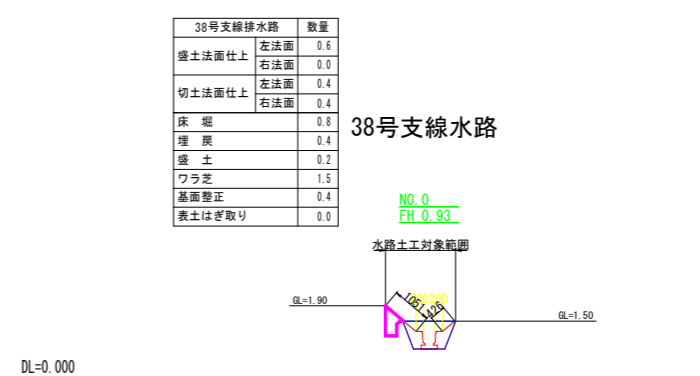 38号支線排水路 数量
盛土法面仕上 左法面 0.6
右法面 0.0
切土法面仕上 左法面 0.4
右法面 0.4
床　堀 0.8
埋　戻 0.4
盛　土 0.2
ワラ芝 1.5
基面整正 0.4
表土はぎ取り 0.0
38号支線水路
NO.0
FH 0.93
水路土工対象範囲
GL=1.90
1051
426
GL=1.50
DL=0.000